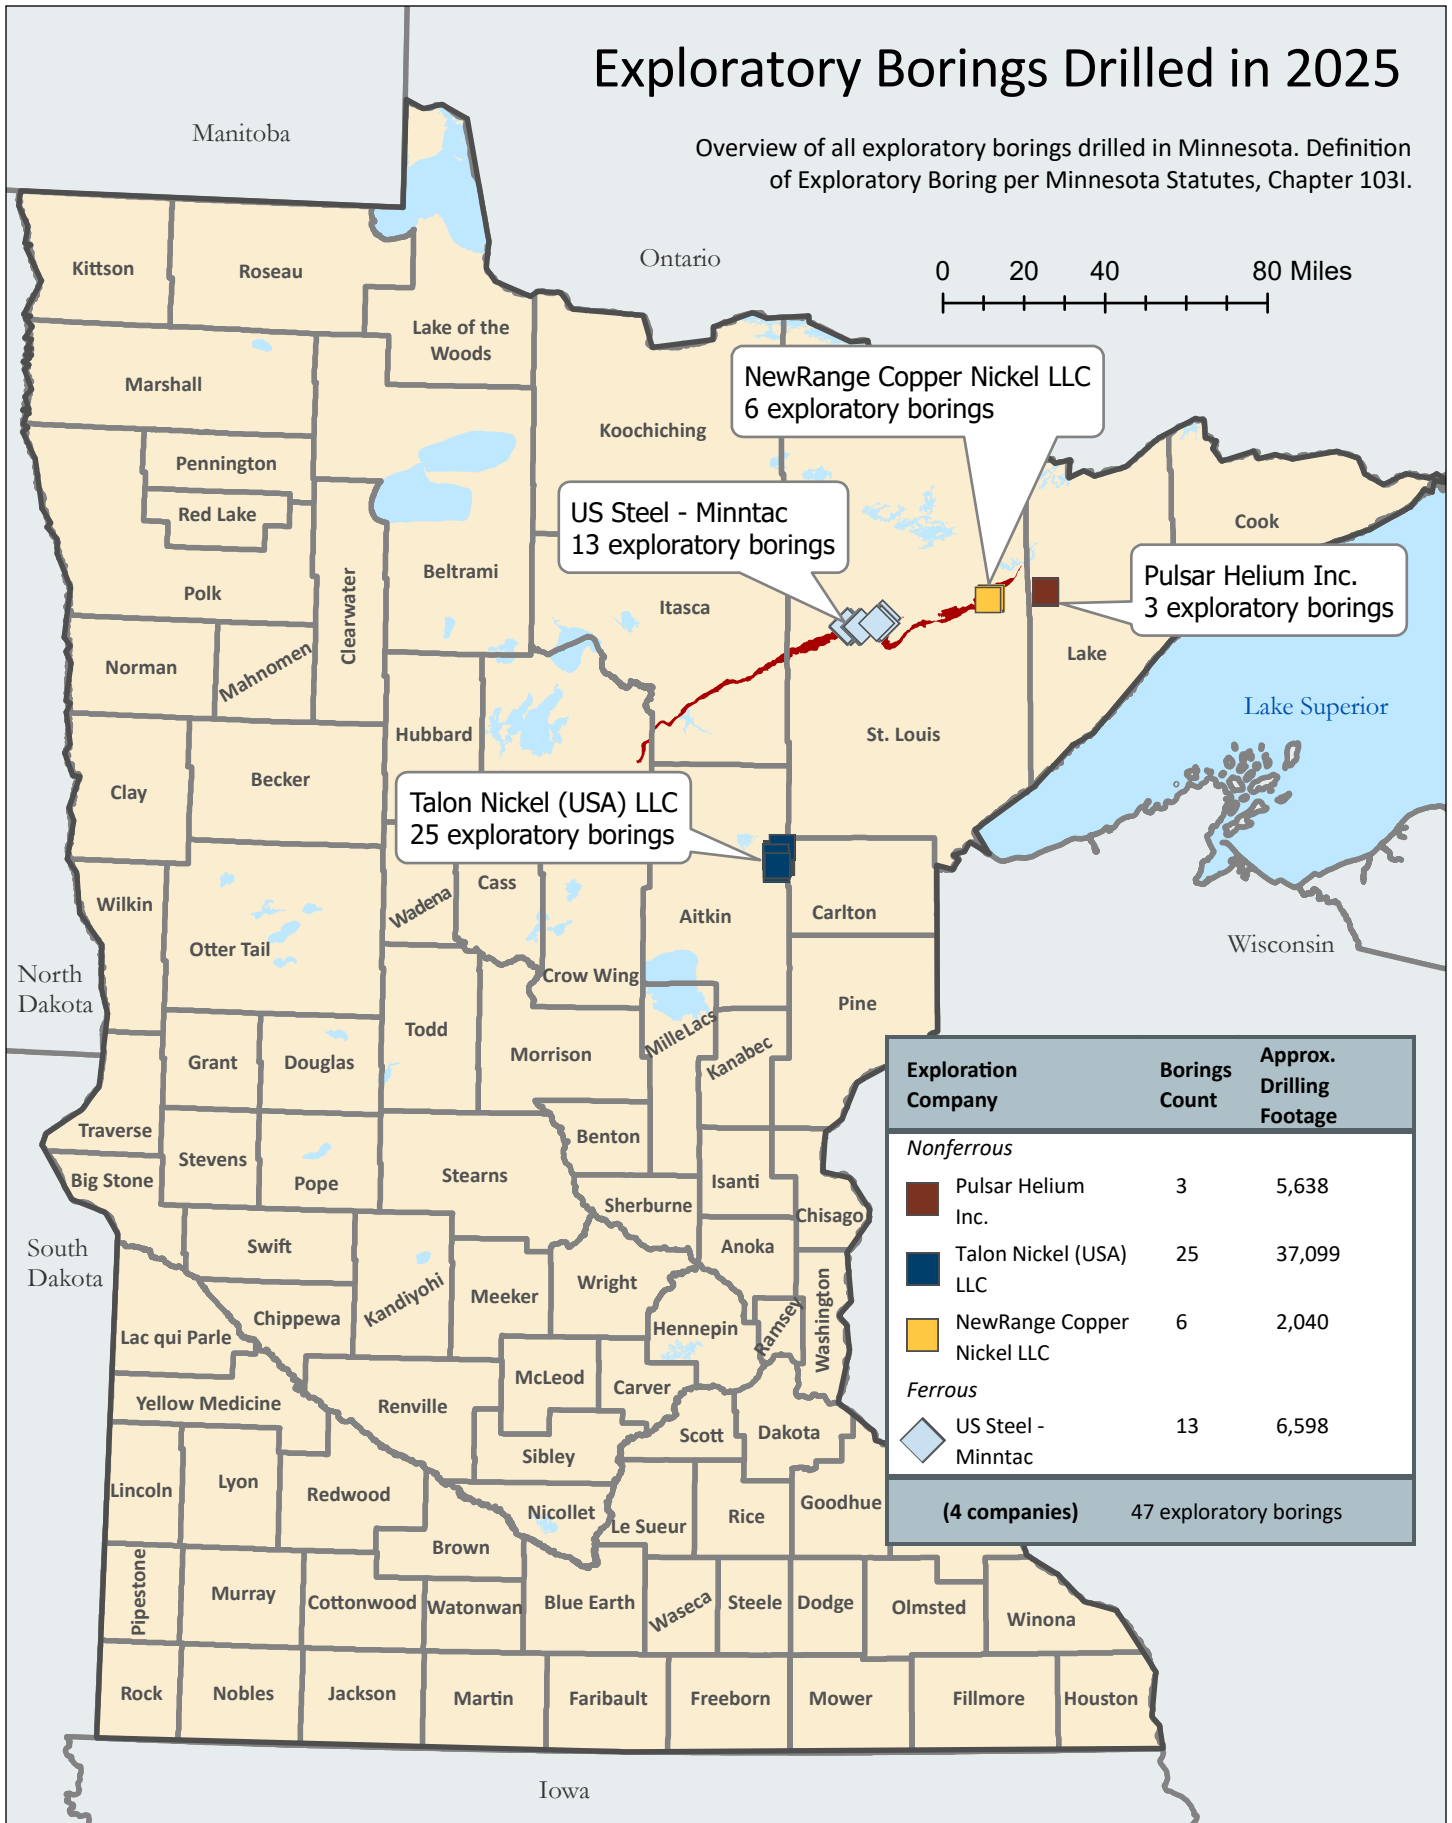 Exploratory Borings Drilled in 2025
Overview of all exploratory borings drilled in Minnesota. Definition
of Exploratory Boring per Minnesota Statutes, Chapter 103I.
Manitoba
Ontario
0 20 40 80 Miles
Kittson
Roseau
Lake of the
Woods
Marshall
NewRange Copper Nickel LLC
6 exploratory borings
Koochiching
Pennington
Red Lake
US Steel - Minntac
13 exploratory borings
Cook
Beltrami
Pulsar Helium Inc.
3 exploratory borings
Polk
Clearwater
Itasca
Norman
Mahnomen
Lake
Lake Superior
Hubbard
St. Louis
Clay
Becker
Talon Nickel (USA) LLC
25 exploratory borings
Wilkin
Wadena
Cass
Aitkin
Carlton
Otter Tail
Crow Wing
Wisconsin
North
Dakota
Pine
Todd
Grant
Douglas
Morrison
Mille Lacs
Kanabec
Traverse
Stevens
Big Stone
Pope
Stearns
Benton
Isanti
Sherburne
Chisago
South
Dakota
Swift
Anoka
Kandiyohi
Meeker
Wright
Chippewa
Lac qui Parle
Hennepin
Ramsey
Washington
McLeod
Carver
Yellow Medicine
Renville
Scott
Dakota
Sibley
Lincoln
Lyon
Redwood
Nicollet
Le Sueur
Rice
Goodhue
Brown
Pipestone
Murray
Cottonwood
Watonwan
Blue Earth
Waseca
Steele
Dodge
Olmsted
Winona
Rock
Nobles
Jackson
Martin
Faribault
Freeborn
Mower
Fillmore
Houston
Iowa
Exploration
Company
Borings
Count
Approx.
Drilling
Footage
Nonferrous
Pulsar Helium 3 5,638
Inc.
Talon Nickel (USA) 25 37,099
LLC
NewRange Copper 6 2,040
Nickel LLC
Ferrous
US Steel - 13 6,598
Minntac
(4 companies) 47 exploratory borings